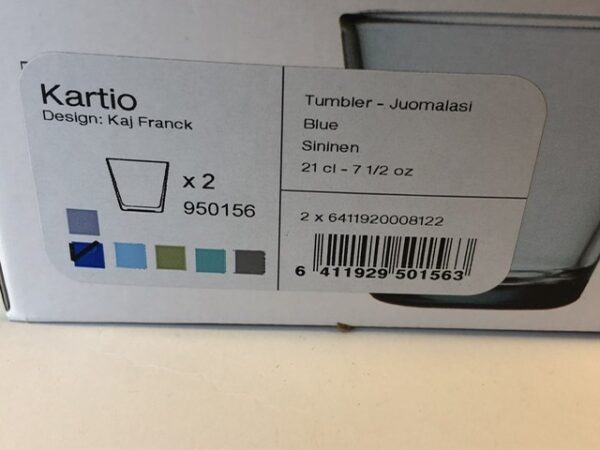 Kartio
Design: Kaj Franck
x 2
950156
Tumbler - Juomalasi
Blue
Sininen
21 cl - 7 1/2 oz
2 x 6411920008122
6 411929 501563